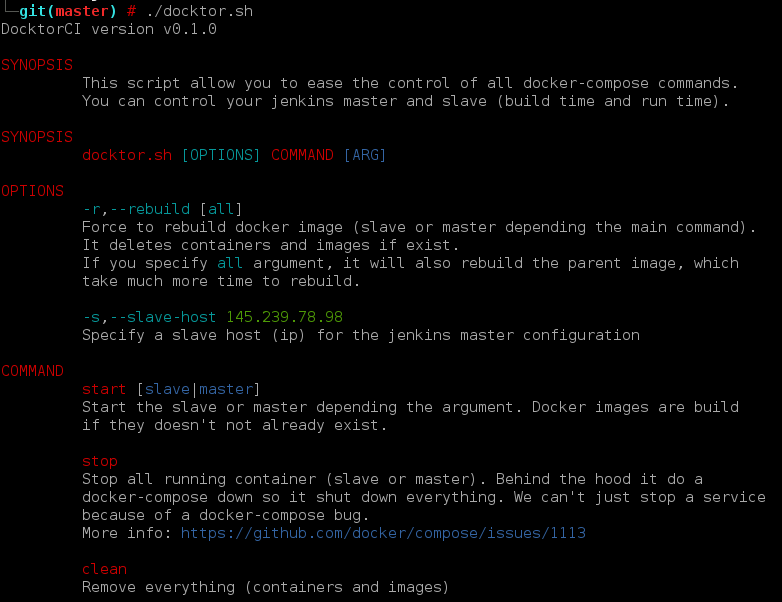 └─git(master) # ./docktor.sh
DocktorCI version v0.1.0
SYNOPSIS
This script allow you to ease the control of all docker-compose commands.
You can control your jenkins master and slave (build time and run time).
SYNOPSIS
docktor.sh [OPTIONS] COMMAND [ARG]
OPTIONS
-r,--rebuild [all]
Force to rebuild docker image (slave or master depending the main command).
It deletes containers and images if exist.
If you specify all argument, it will also rebuild the parent image, which
take much more time to rebuild.
-s,--slave-host 145.239.78.98
Specify a slave host (ip) for the jenkins master configuration
COMMAND
start [slave|master]
Start the slave or master depending the argument. Docker images are build
if they doesn't not already exist.
stop
Stop all running container (slave or master). Behind the hood it do a
docker-compose down so it shut down everything. We can't just stop a service
because of a docker-compose bug.
More info: https://github.com/docker/compose/issues/1113
clean
Remove everything (containers and images)